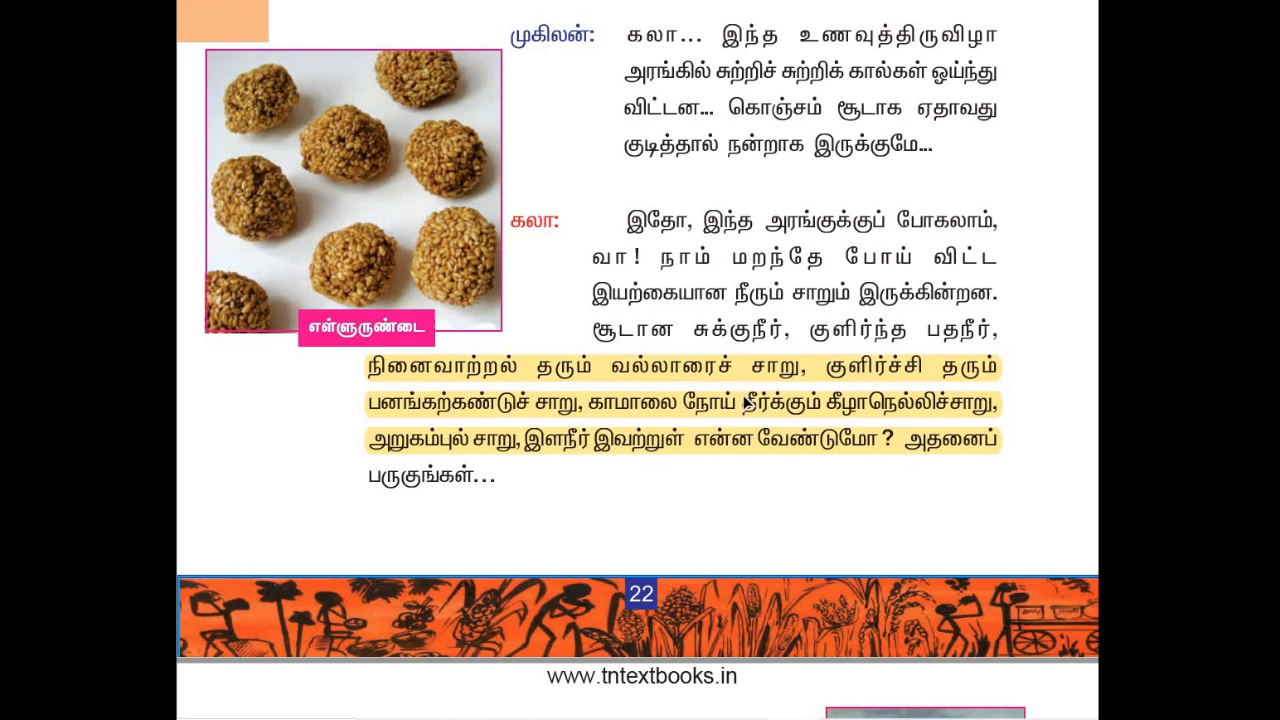 முகிலன்: கலா... இந்த உணவுத்திருவிழா
அரங்கில் சுற்றிச் சுற்றிக் கால்கள் ஓய்ந்து
விட்டன... கொஞ்சம் சூடாக ஏதாவது
குடித்தால் நன்றாக இருக்குமே...
கலா: இதோ, இந்த அரங்குக்குப் போகலாம்,
வா! நாம் மறந்தே போய் விட்ட
இயற்கையான நீரும் சாறும் இருக்கின்றன.
சூடான சுக்குநீர், குளிர்ந்த பதநீர்,
எள்ளுருண்டை
நினைவாற்றல் தரும் வல்லாரைச் சாறு, குளிர்ச்சி தரும்
பனங்கற்கண்டுச் சாறு, காமாலை நோய் தீர்க்கும் கீழாநெல்லிச்சாறு,
அறுகம்புல் சாறு, இளநீர் இவற்றுள் என்ன வேண்டுமோ? அதனைப்
பருகுங்கள்...
22
www.tntextbooks.in